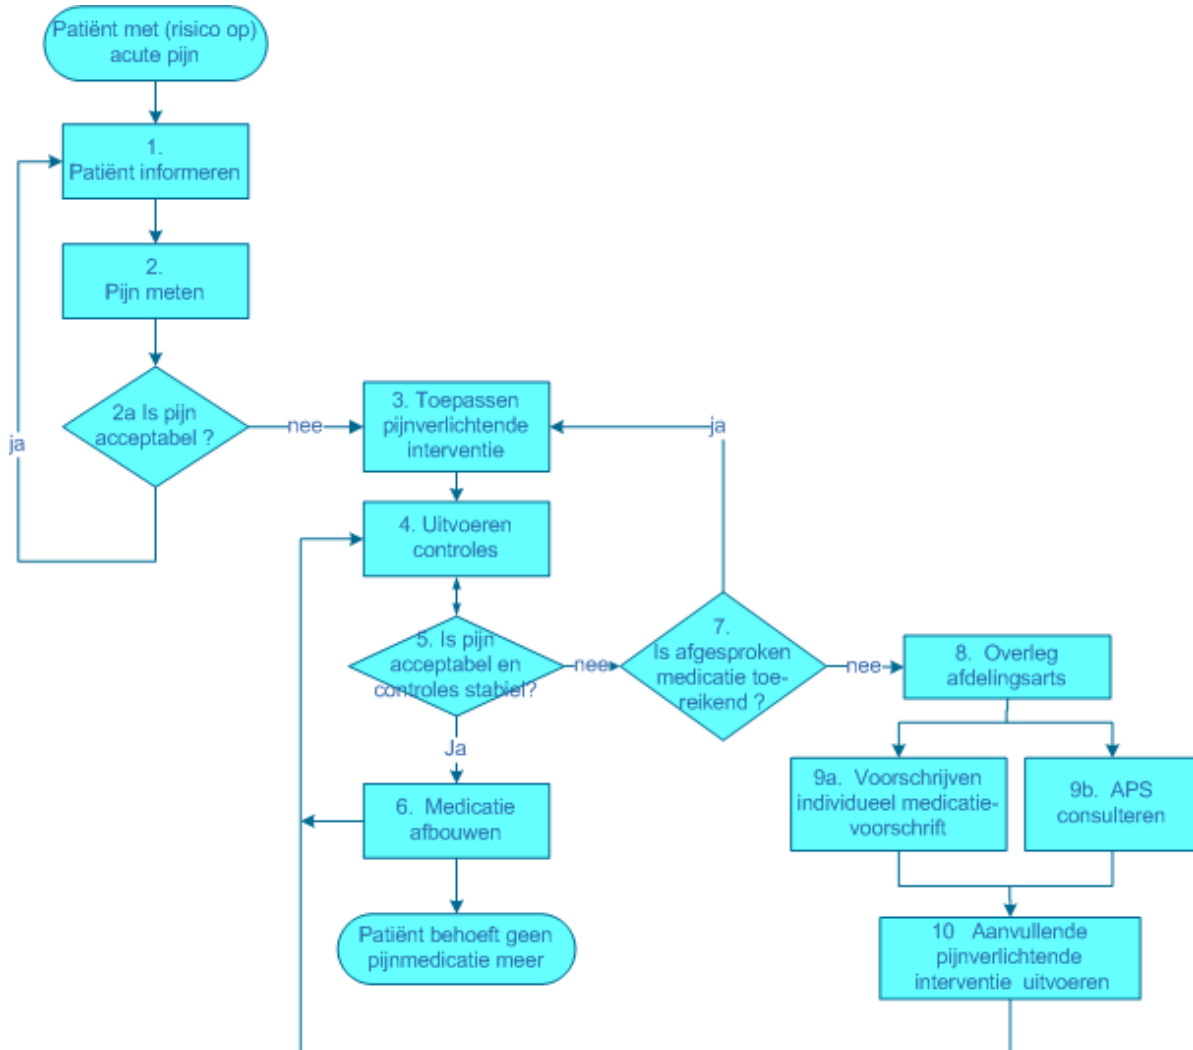 Patiënt met (risico op)
acute pijn
1.
Patiënt informeren
2.
Pijn meten
2a Is pijn
acceptabel ?
ja
nee
3. Toepassen
pijnverlichtende
interventie
ja
4. Uitvoeren
controles
5. Is pijn
acceptabel en
controles stabiel?
nee
7.
Is afgesproken
medicatie toe-
reikend ?
nee
8. Overleg
afdelingsarts
Ja
6. Medicatie
afbouwen
9a. Voorschrijven
individueel medicatie-
voorschrift
9b. APS
consulteren
Patiënt behoeft geen
pijnmedicatie meer
10 Aanvullende
pijnverlichtende
interventie uitvoeren